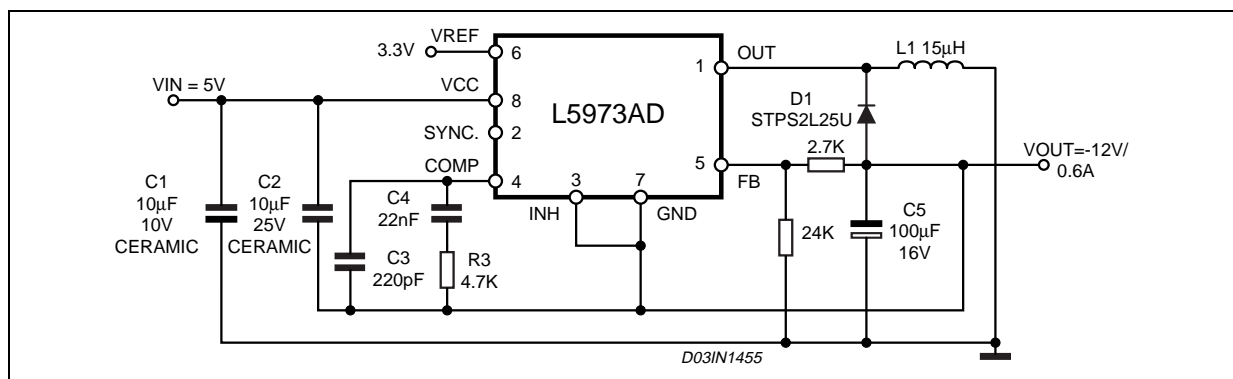 VREF
3.3V
6
VIN = 5V
VCC
8
SYNC.
2
COMP
4
L5973AD
3
INH
7
GND
1
OUT
L1 15µH
D1
STPS2L25U
5
FB
2.7K
VOUT=-12V/
0.6A
C1
10µF
10V
CERAMIC
C2
10µF
25V
CERAMIC
C4
22nF
C3
220pF
R3
4.7K
24K
C5
100µF
16V
D03IN1455